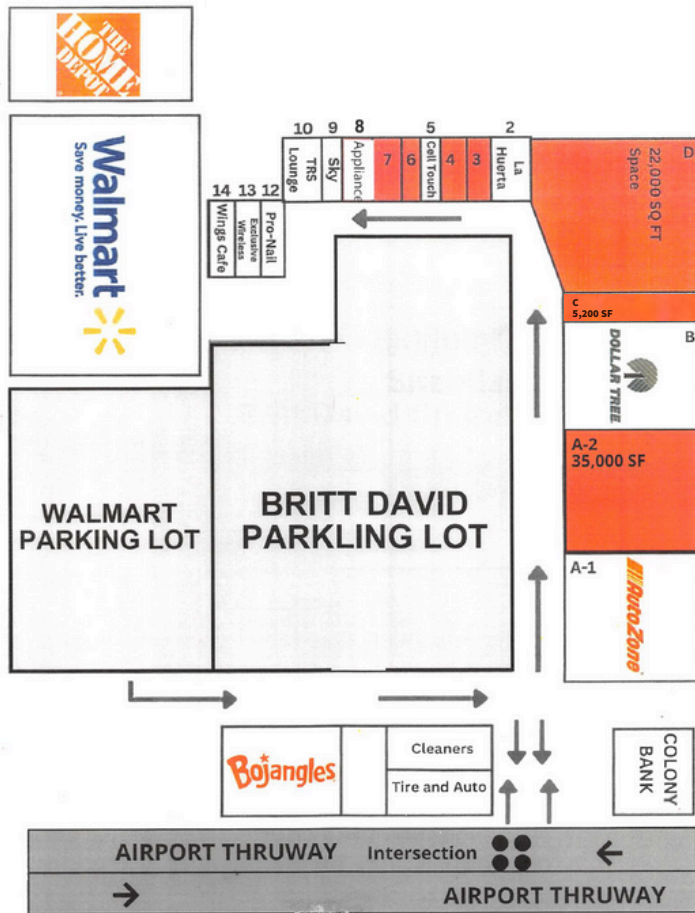 THE
HOME
DEPOT
Walmart
Save money. Live better.
10
9
8
5
2
TRS
Lounge
Sky
Appliance
7
6
Cell Touch
4
3
La
Huerta
D
22,000 SQ FT
Space
14
13
12
Wings Cafe
Exclusive
Wireless
Pro-Nail
C
5,200 SF
B
DOLLAR TREE
A-2
35,000 SF
WALMART
PARKING LOT
BRITT DAVID
PARKLING LOT
A-1
AutoZone
Bojangles
Cleaners
Tire and Auto
COLONY
BANK
AIRPORT THRUWAY
Intersection
AIRPORT THRUWAY